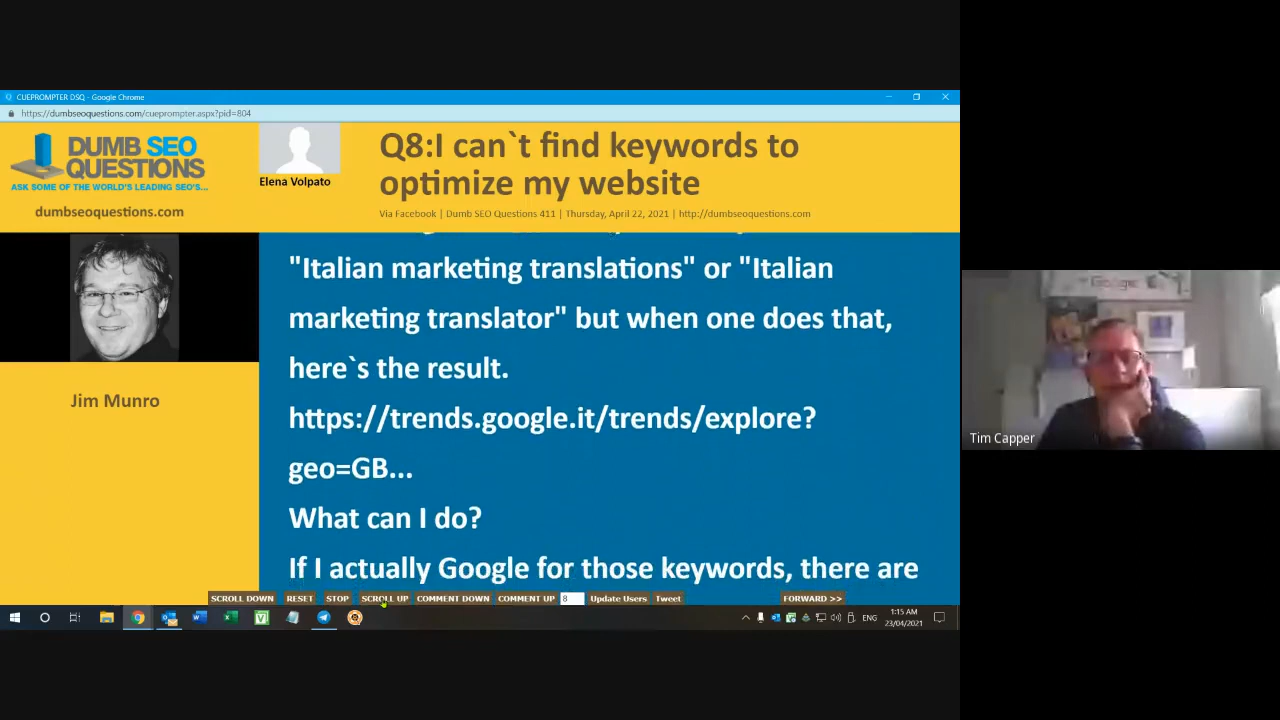 CUEPROMPTER DSQ - Google Chrome
https://dumbseoquestions.com/cueprompter.aspx?pid=804
DUMB SEO
QUESTIONS
ASK SOME OF THE WORLD'S LEADING SEO'S...
dumbseoquestions.com
Elena Volpato
Q8:I can`t find keywords to
optimize my website
Via Facebook | Dumb SEO Questions 411 | Thursday, April 22, 2021 | http://dumbseoquestions.com
Jim Munro
"Italian marketing translations" or "Italian
marketing translator" but when one does that,
here`s the result.
https://trends.google.it/trends/explore?
geo=GB...
What can I do?
If I actually Google for those keywords, there are
SCROLL DOWN RESET STOP SCROLL UP COMMENT DOWN COMMENT UP 8 Update Users Tweet FORWARD >>
ENG
1:15 AM
23/04/2021
Google
Tim Capper